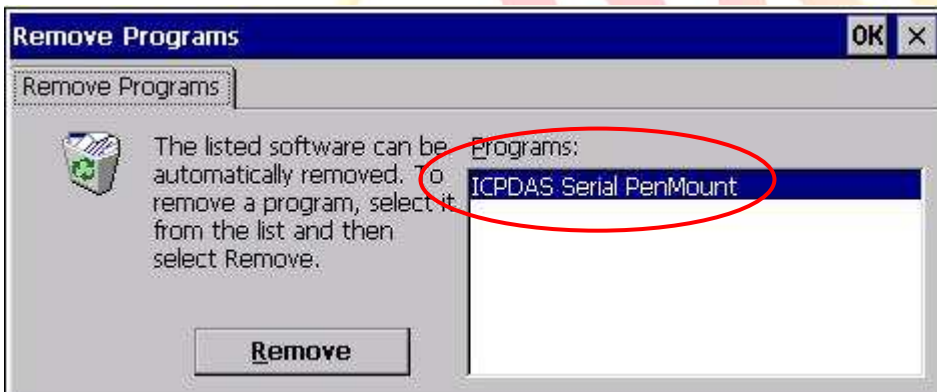 Remove Programs OK ×
Remove Programs
The listed software can be
automatically removed. To
remove a program, select it
from the list and then
select Remove.
Remove
Programs:
ICPDAS Serial PenMount